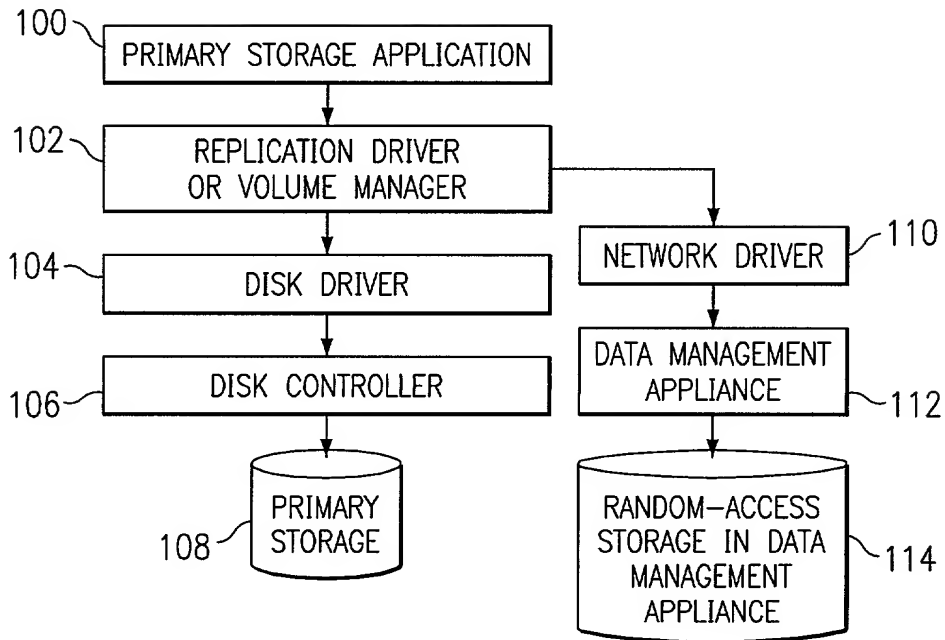 100
PRIMARY STORAGE APPLICATION
102
REPLICATION DRIVER
OR VOLUME MANAGER
104
DISK DRIVER
110
NETWORK DRIVER
106
DISK CONTROLLER
DATA MANAGEMENT
APPLIANCE
112
108
PRIMARY
STORAGE
RANDOM-ACCESS
STORAGE IN DATA
MANAGEMENT
APPLIANCE
114